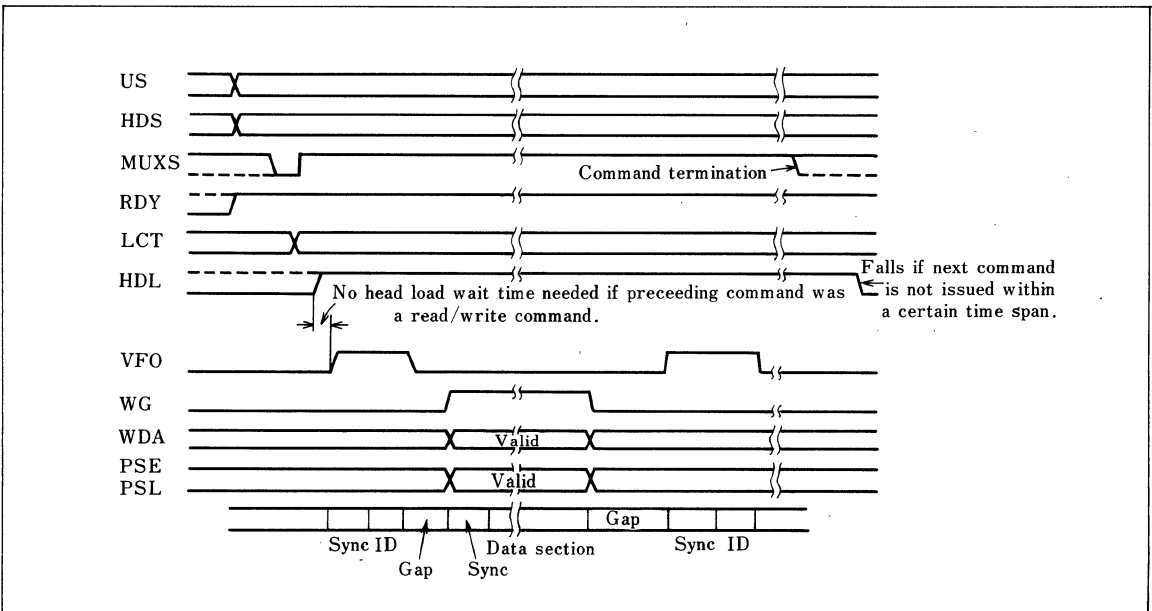 US
HDS
MUXS
Command termination
RDY
LCT
HDL
Falls if next command
is not issued within
a certain time span.
No head load wait time needed if preceeding command was
a read/write command.
VFO
WG
WDA
Valid
PSE
PSL
Valid
Gap
Sync ID
Data section
Sync ID
Gap
Sync